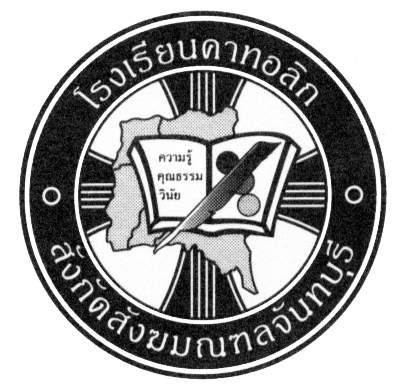 โรงเรียนคาทอลิก
ความรู้
คุณธรรม
วินัย
สังกัดสังฆมณฑลจันทบุรี